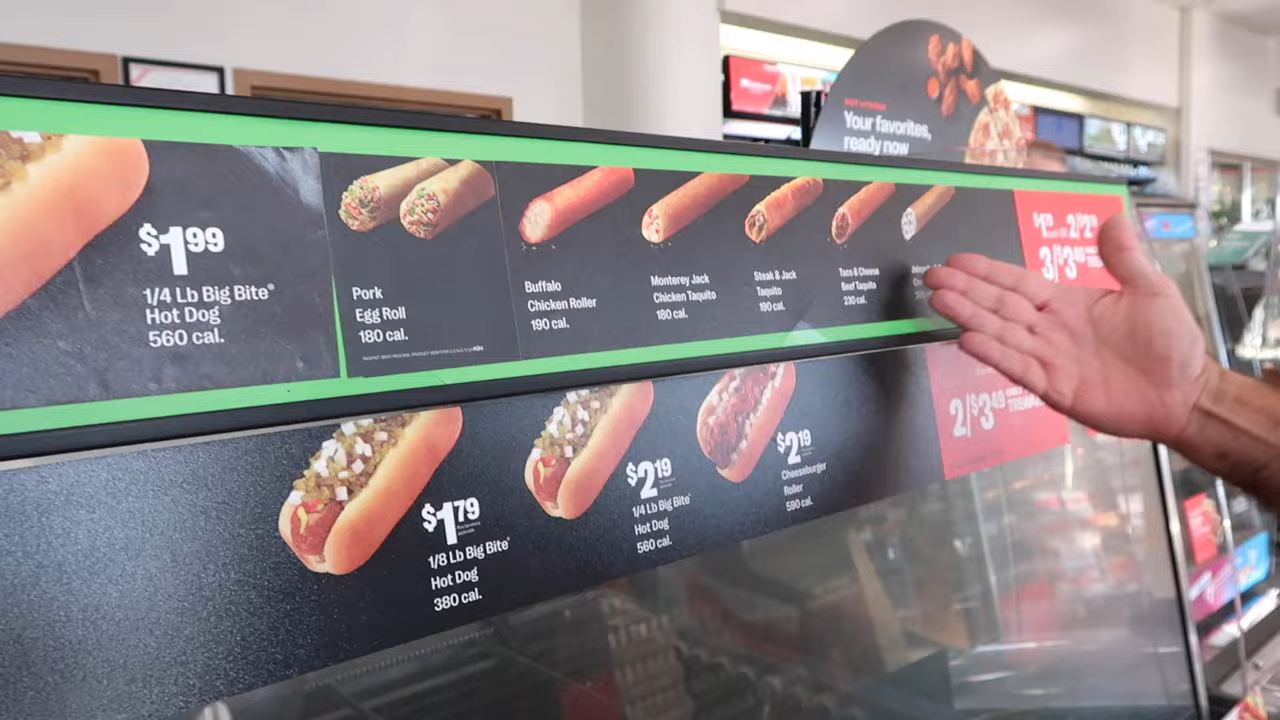 HOT & FRESH
Your favorites,
ready now
$1 99
1/4 Lb Big Bite®
Hot Dog
560 cal.
Pork
Egg Roll
180 cal.
Buffalo
Chicken Roller
190 cal.
Monterey Jack
Chicken Taquito
180 cal.
Steak & Jack
Taquito
190 cal.
Taco & Cheese
Beef Taquito
230 cal.
3/$3 49
$1 79
1/8 Lb Big Bite®
Hot Dog
380 cal.
$2 19
1/4 Lb Big Bite®
Hot Dog
560 cal.
$2 19
Cheeseburger
Roller
590 cal.
2/$3 49